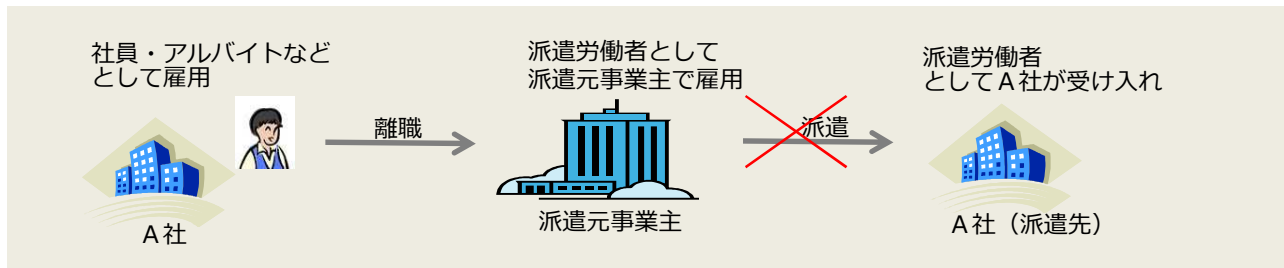 社員・アルバイトなど
として雇用
A社
離職
派遣労働者として
派遣元事業主で雇用
派遣元事業主
派遣
派遣労働者
としてA社が受け入れ
A社（派遣先）